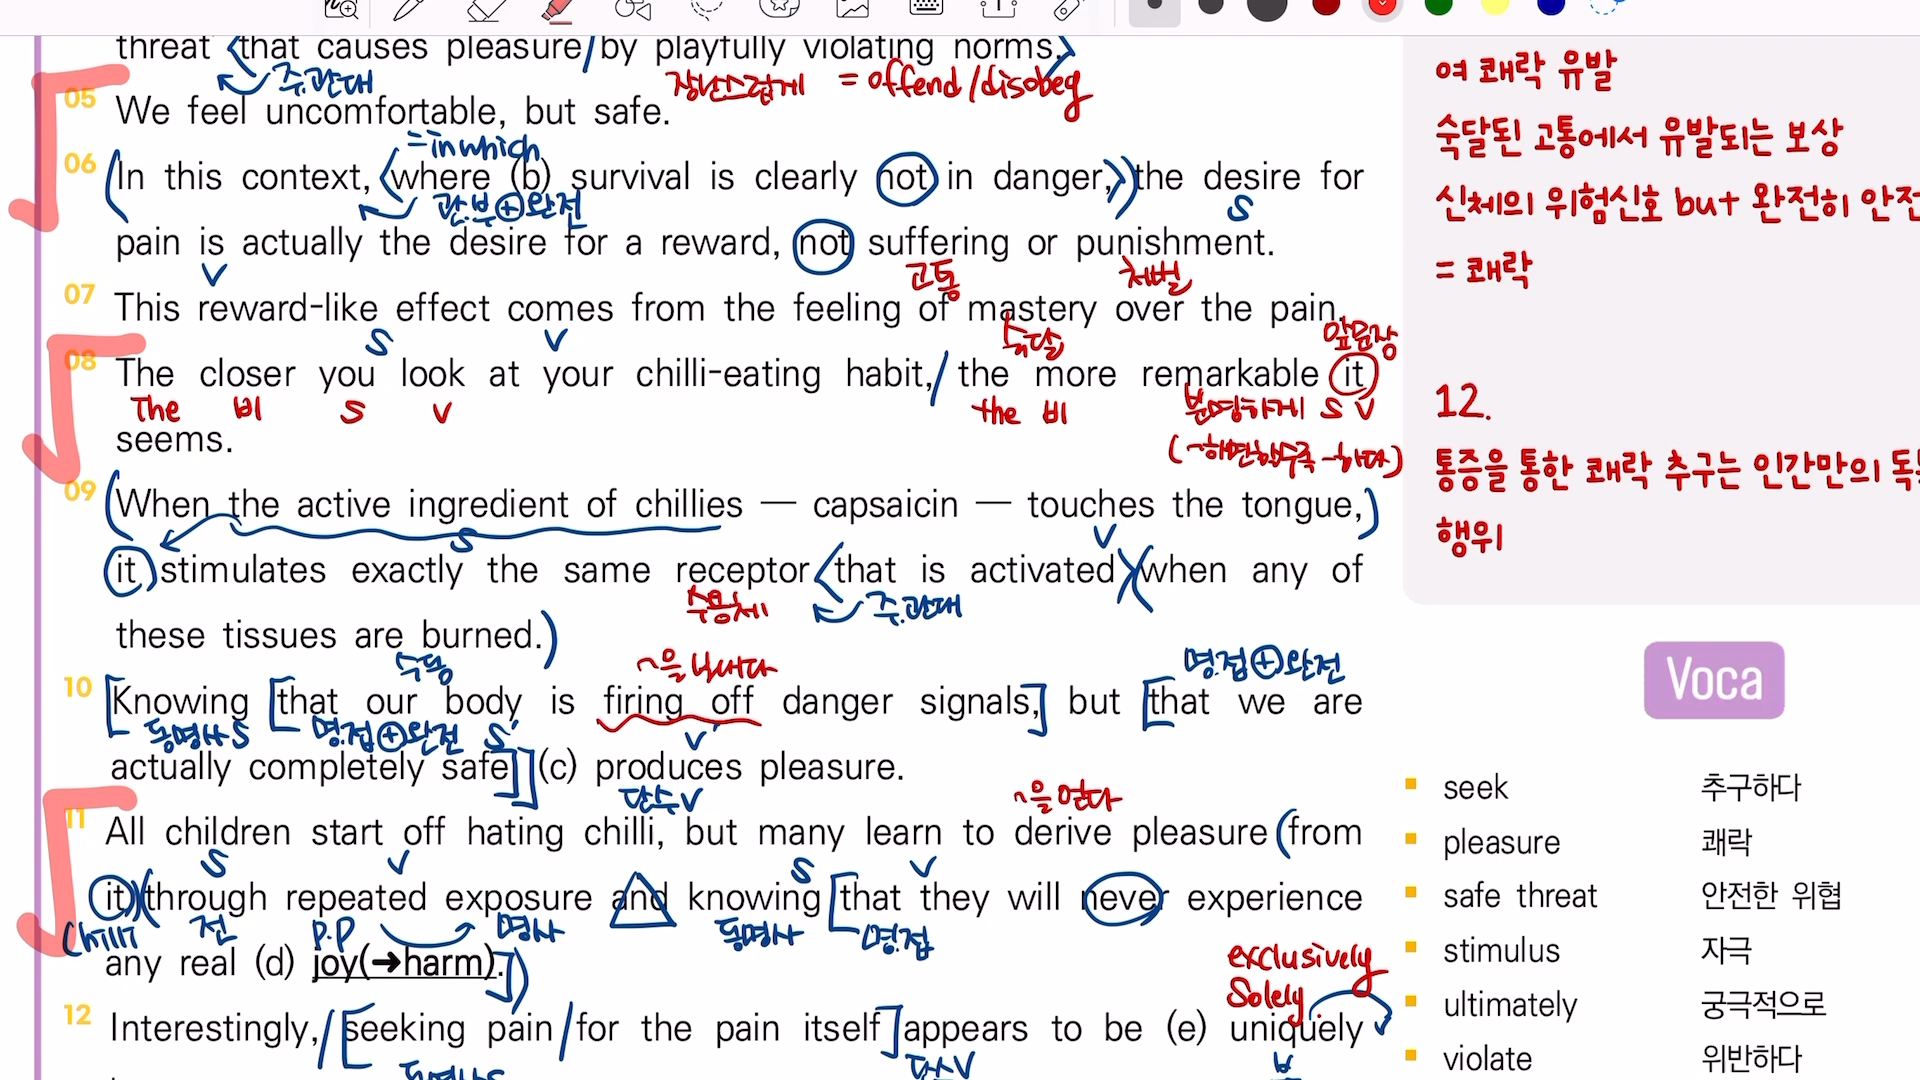 threat that causes pleasure / by playfully violating norms.
주.관대
장난스럽게 = offend/disobey
05 We feel uncomfortable, but safe.
= in which
06 In this context, where (b) survival is clearly not in danger, the desire for
관.부+완전 S
pain is actually the desire for a reward, not suffering or punishment.
V 고통 처벌
07 This reward-like effect comes from the feeling of mastery over the pain.
S V 숙달 앞문장
08 The closer you look at your chilli-eating habit, / the more remarkable it
The 비 S V the 비 분명하게 S V
seems.
(~하면 할수록 ~하다)
09 When the active ingredient of chillies — capsaicin — touches the tongue,
S V
it stimulates exactly the same receptor that is activated when any of
수용체 주.관대
these tissues are burned.
수동 ~을 보내다 명.접+완전
10 Knowing that our body is firing off danger signals, but that we are
동명사S 명.접+완전 S' V'
actually completely safe (c) produces pleasure.
단수V ~을 얻다
11 All children start off hating chilli, but many learn to derive pleasure (from
S V S V
it) (through repeated exposure and knowing that they will never experience
chilli 전 P.P 명사 동명사 명.접
any real (d) joy(→harm).
exclusively
Solely
12 Interestingly, / seeking pain / for the pain itself appears to be (e) uniquely
동명사S 단수V 부
여 쾌락 유발
숙달된 고통에서 유발되는 보상
신체의 위험신호 but 완전히 안전
= 쾌락
12.
통증을 통한 쾌락 추구는 인간만의
행위
Voca
seek 추구하다
pleasure 쾌락
safe threat 안전한 위협
stimulus 자극
ultimately 궁극적으로
violate 위반하다